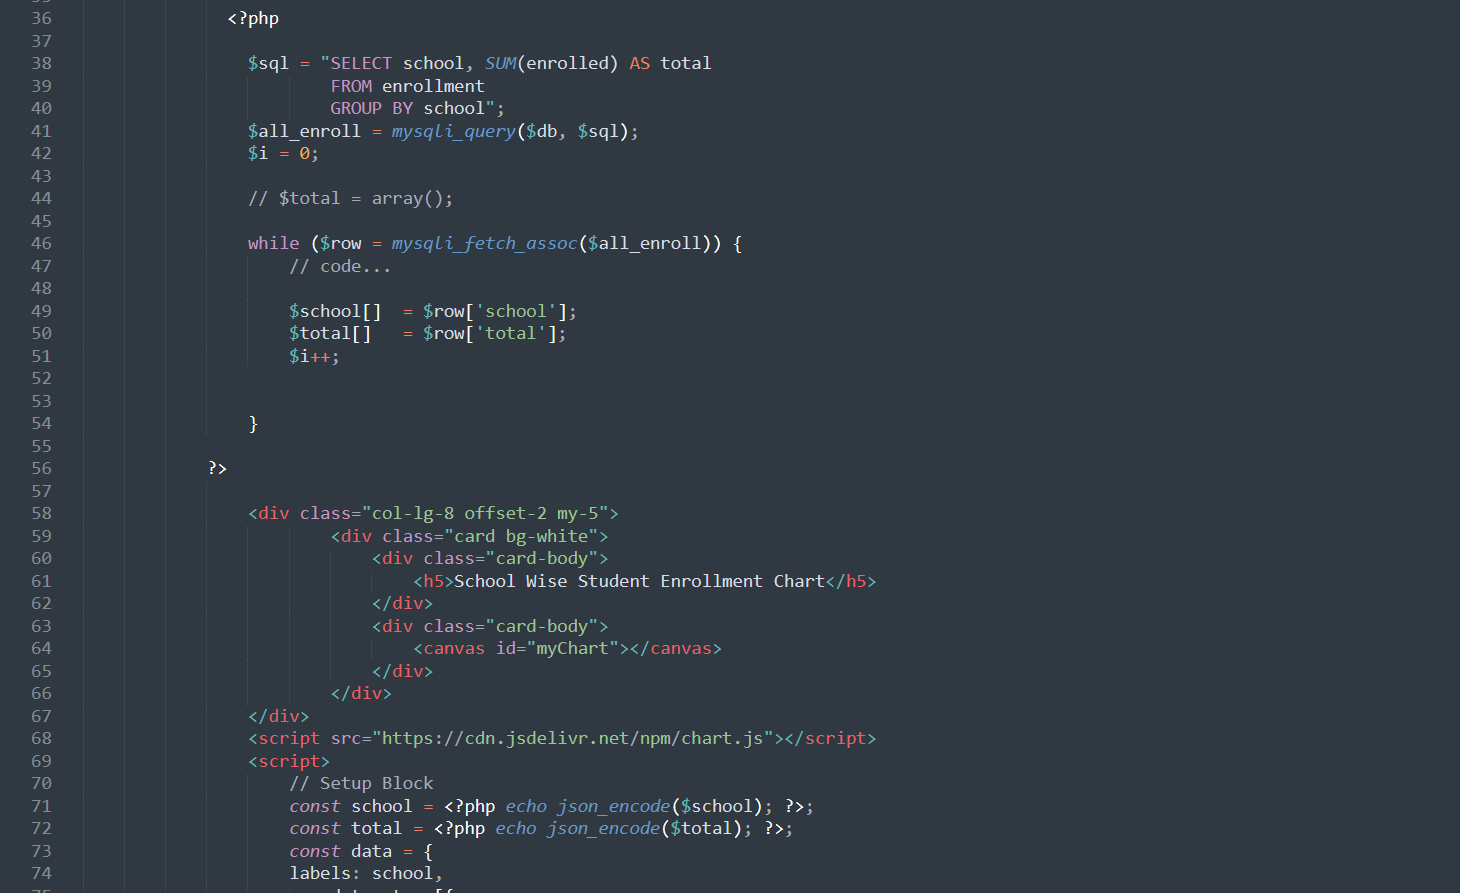 36 <?php
37
38 $sql = "SELECT school, SUM(enrolled) AS total
39 FROM enrollment
40 GROUP BY school";
41 $all_enroll = mysqli_query($db, $sql);
42 $i = 0;
43
44 // $total = array();
45
46 while ($row = mysqli_fetch_assoc($all_enroll)) {
47 // code...
48
49 $school[] = $row['school'];
50 $total[] = $row['total'];
51 $i++;
52
53
54 }
55
56 ?>
57
58 <div class="col-lg-8 offset-2 my-5">
59 <div class="card bg-white">
60 <div class="card-body">
61 <h5>School Wise Student Enrollment Chart</h5>
62 </div>
63 <div class="card-body">
64 <canvas id="myChart"></canvas>
65 </div>
66 </div>
67 </div>
68 <script src="https://cdn.jsdelivr.net/npm/chart.js"></script>
69 <script>
70 // Setup Block
71 const school = <?php echo json_encode($school); ?>;
72 const total = <?php echo json_encode($total); ?>;
73 const data = {
74 labels: school,